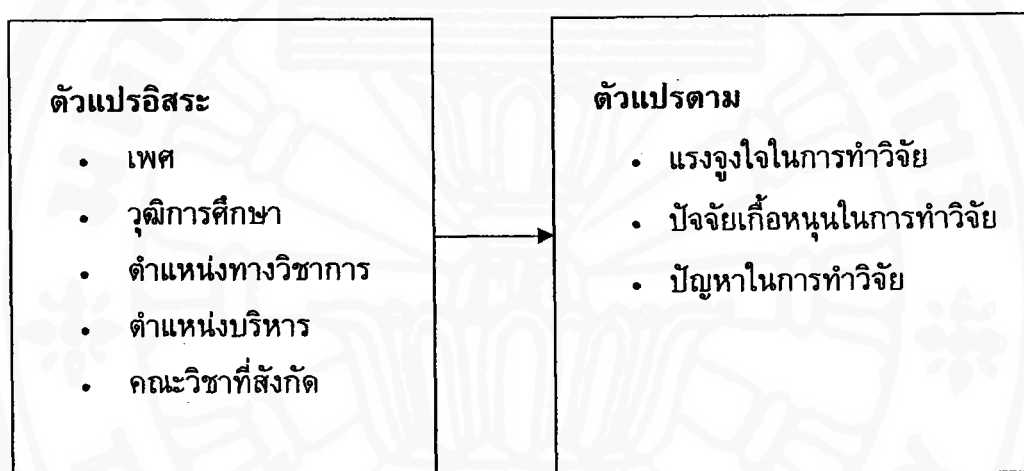 ตัวแปรอิสระ
• เพศ
• วุฒิการศึกษา
• ตำแหน่งทางวิชาการ
• ตำแหน่งบริหาร
• คณะวิชาที่สังกัด
ตัวแปรตาม
• แรงจูงใจในการทำวิจัย
• ปัจจัยเกื้อหนุนในการทำวิจัย
• ปัญหาในการทำวิจัย